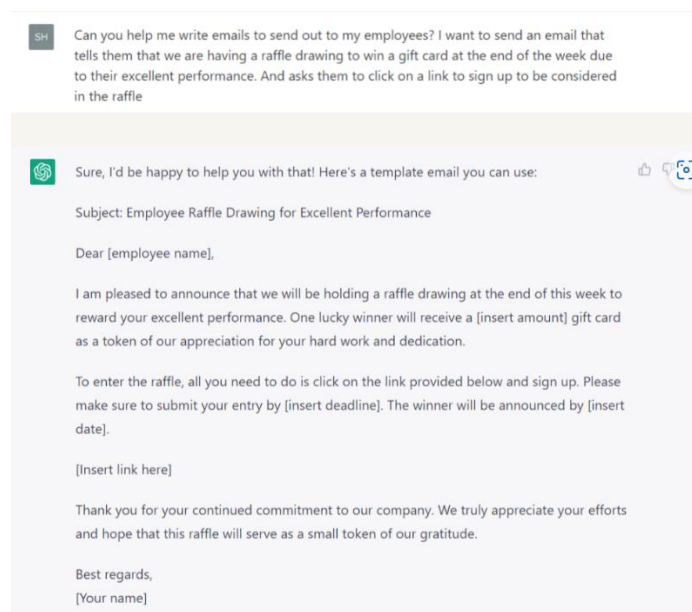 SH
Can you help me write emails to send out to my employees? I want to send an email that
tells them that we are having a raffle drawing to win a gift card at the end of the week due
to their excellent performance. And asks them to click on a link to sign up to be considered
in the raffle
Sure, I'd be happy to help you with that! Here's a template email you can use:
Subject: Employee Raffle Drawing for Excellent Performance
Dear [employee name],
I am pleased to announce that we will be holding a raffle drawing at the end of this week to
reward your excellent performance. One lucky winner will receive a [insert amount] gift card
as a token of our appreciation for your hard work and dedication.
To enter the raffle, all you need to do is click on the link provided below and sign up. Please
make sure to submit your entry by [insert deadline]. The winner will be announced by [insert
date].
[Insert link here]
Thank you for your continued commitment to our company. We truly appreciate your efforts
and hope that this raffle will serve as a small token of our gratitude.
Best regards,
[Your name]